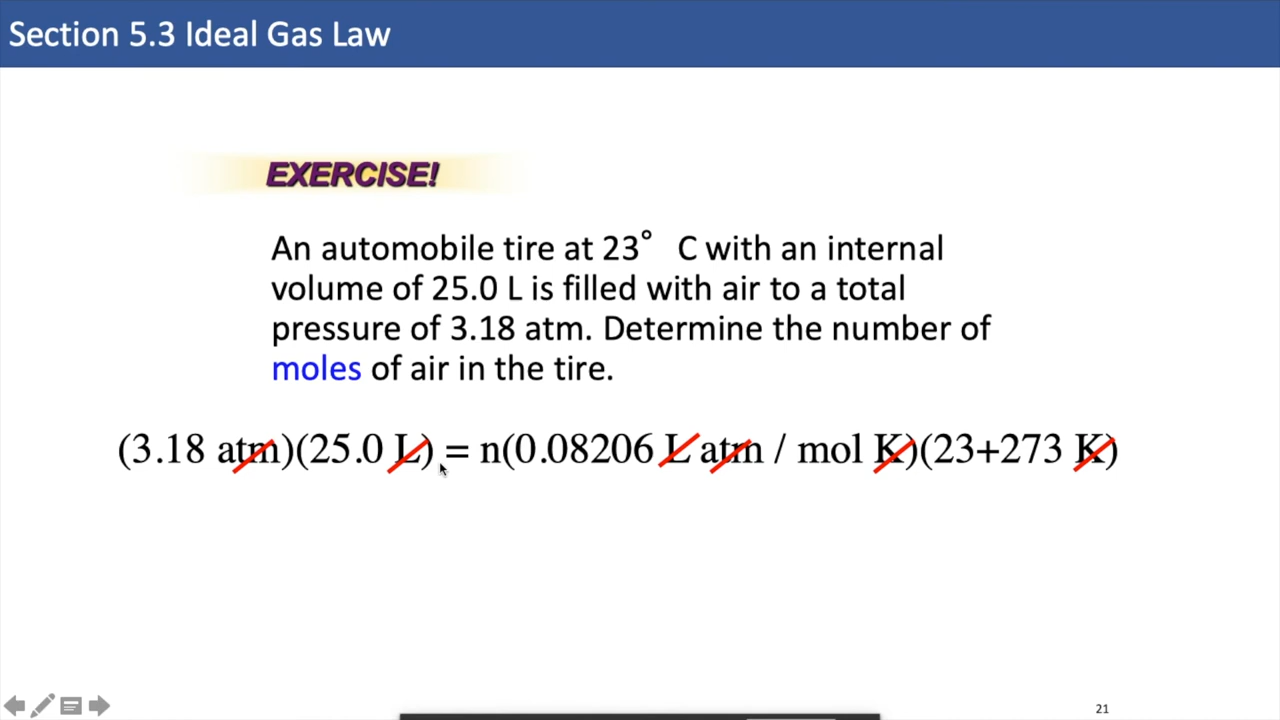 Section 5.3 Ideal Gas Law
EXERCISE!
An automobile tire at 23° C with an internal
volume of 25.0 L is filled with air to a total
pressure of 3.18 atm. Determine the number of
moles of air in the tire.
(3.18 atm)(25.0 L) = n(0.08206 L atm / mol K)(23+273 K)
21